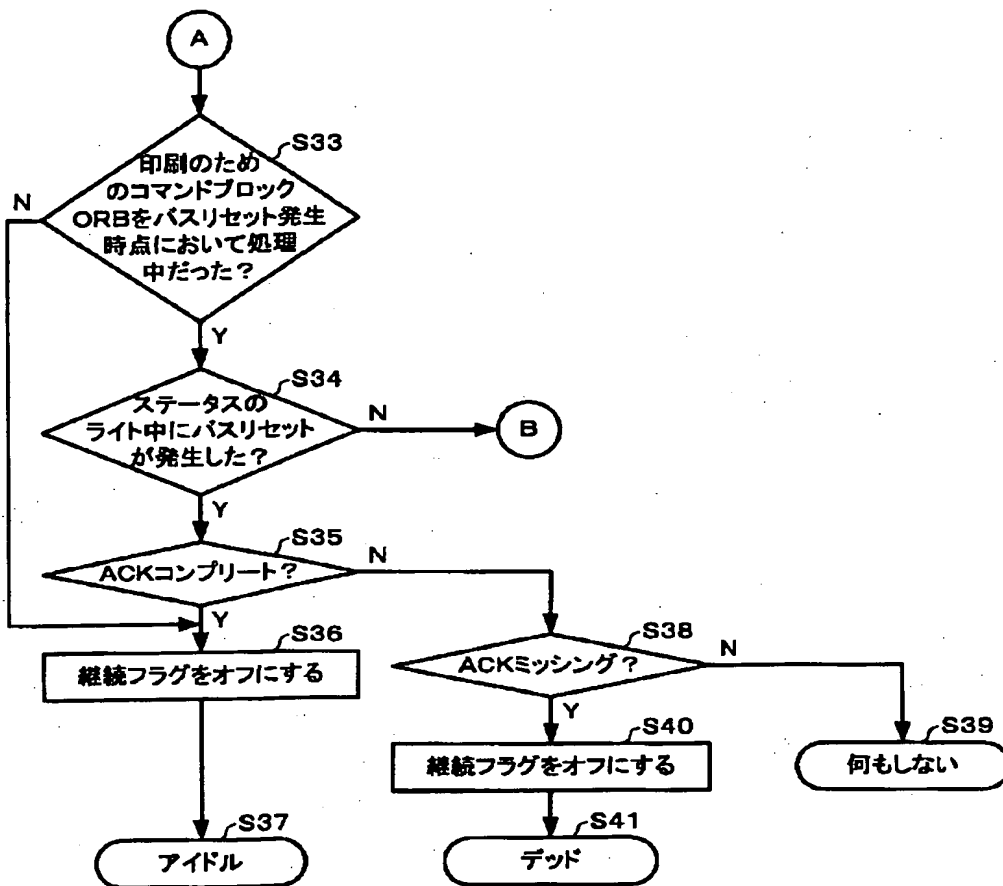 A
S33
印刷のため
のコマンドブロック
ORBをバスリセット発生
時点において処理
中だった？
N
Y
S34
ステータスの
ライト中にバスリセット
が発生した？
N
B
Y
S35
ACKコンプリート？
N
Y
S36
継続フラグをオフにする
S38
ACKミッシング？
N
Y
S40
継続フラグをオフにする
S39
何もしない
S37
アイドル
S41
デッド